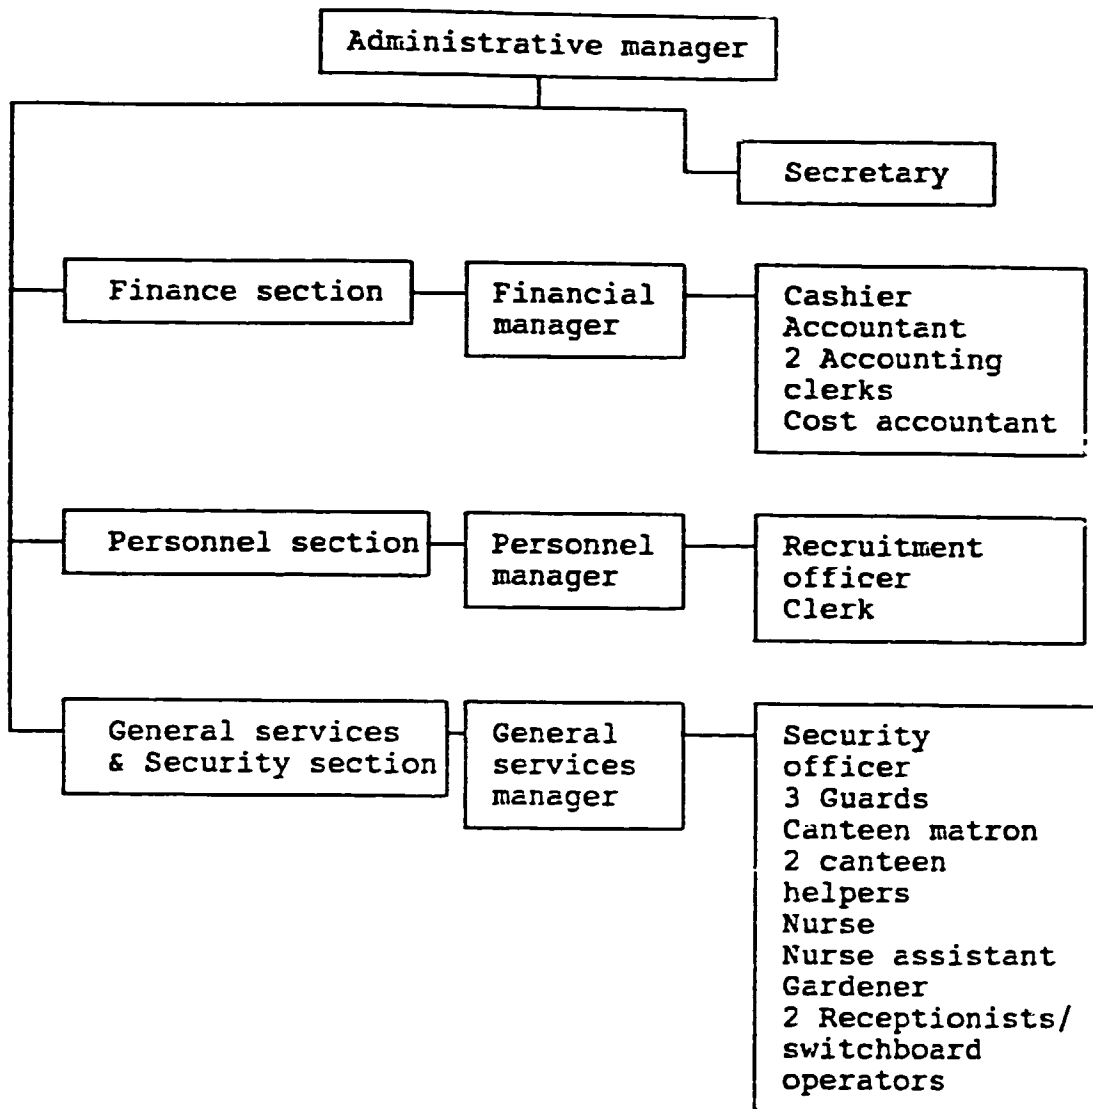 Administrative manager
Secretary
Finance section
Financial
manager
Cashier
Accountant
2 Accounting
clerks
Cost accountant
Personnel section
Personnel
manager
Recruitment
officer
Clerk
General services
& Security section
General
services
manager
Security
officer
3 Guards
Canteen matron
2 canteen
helpers
Nurse
Nurse assistant
Gardener
2 Receptionists/
switchboard
operators